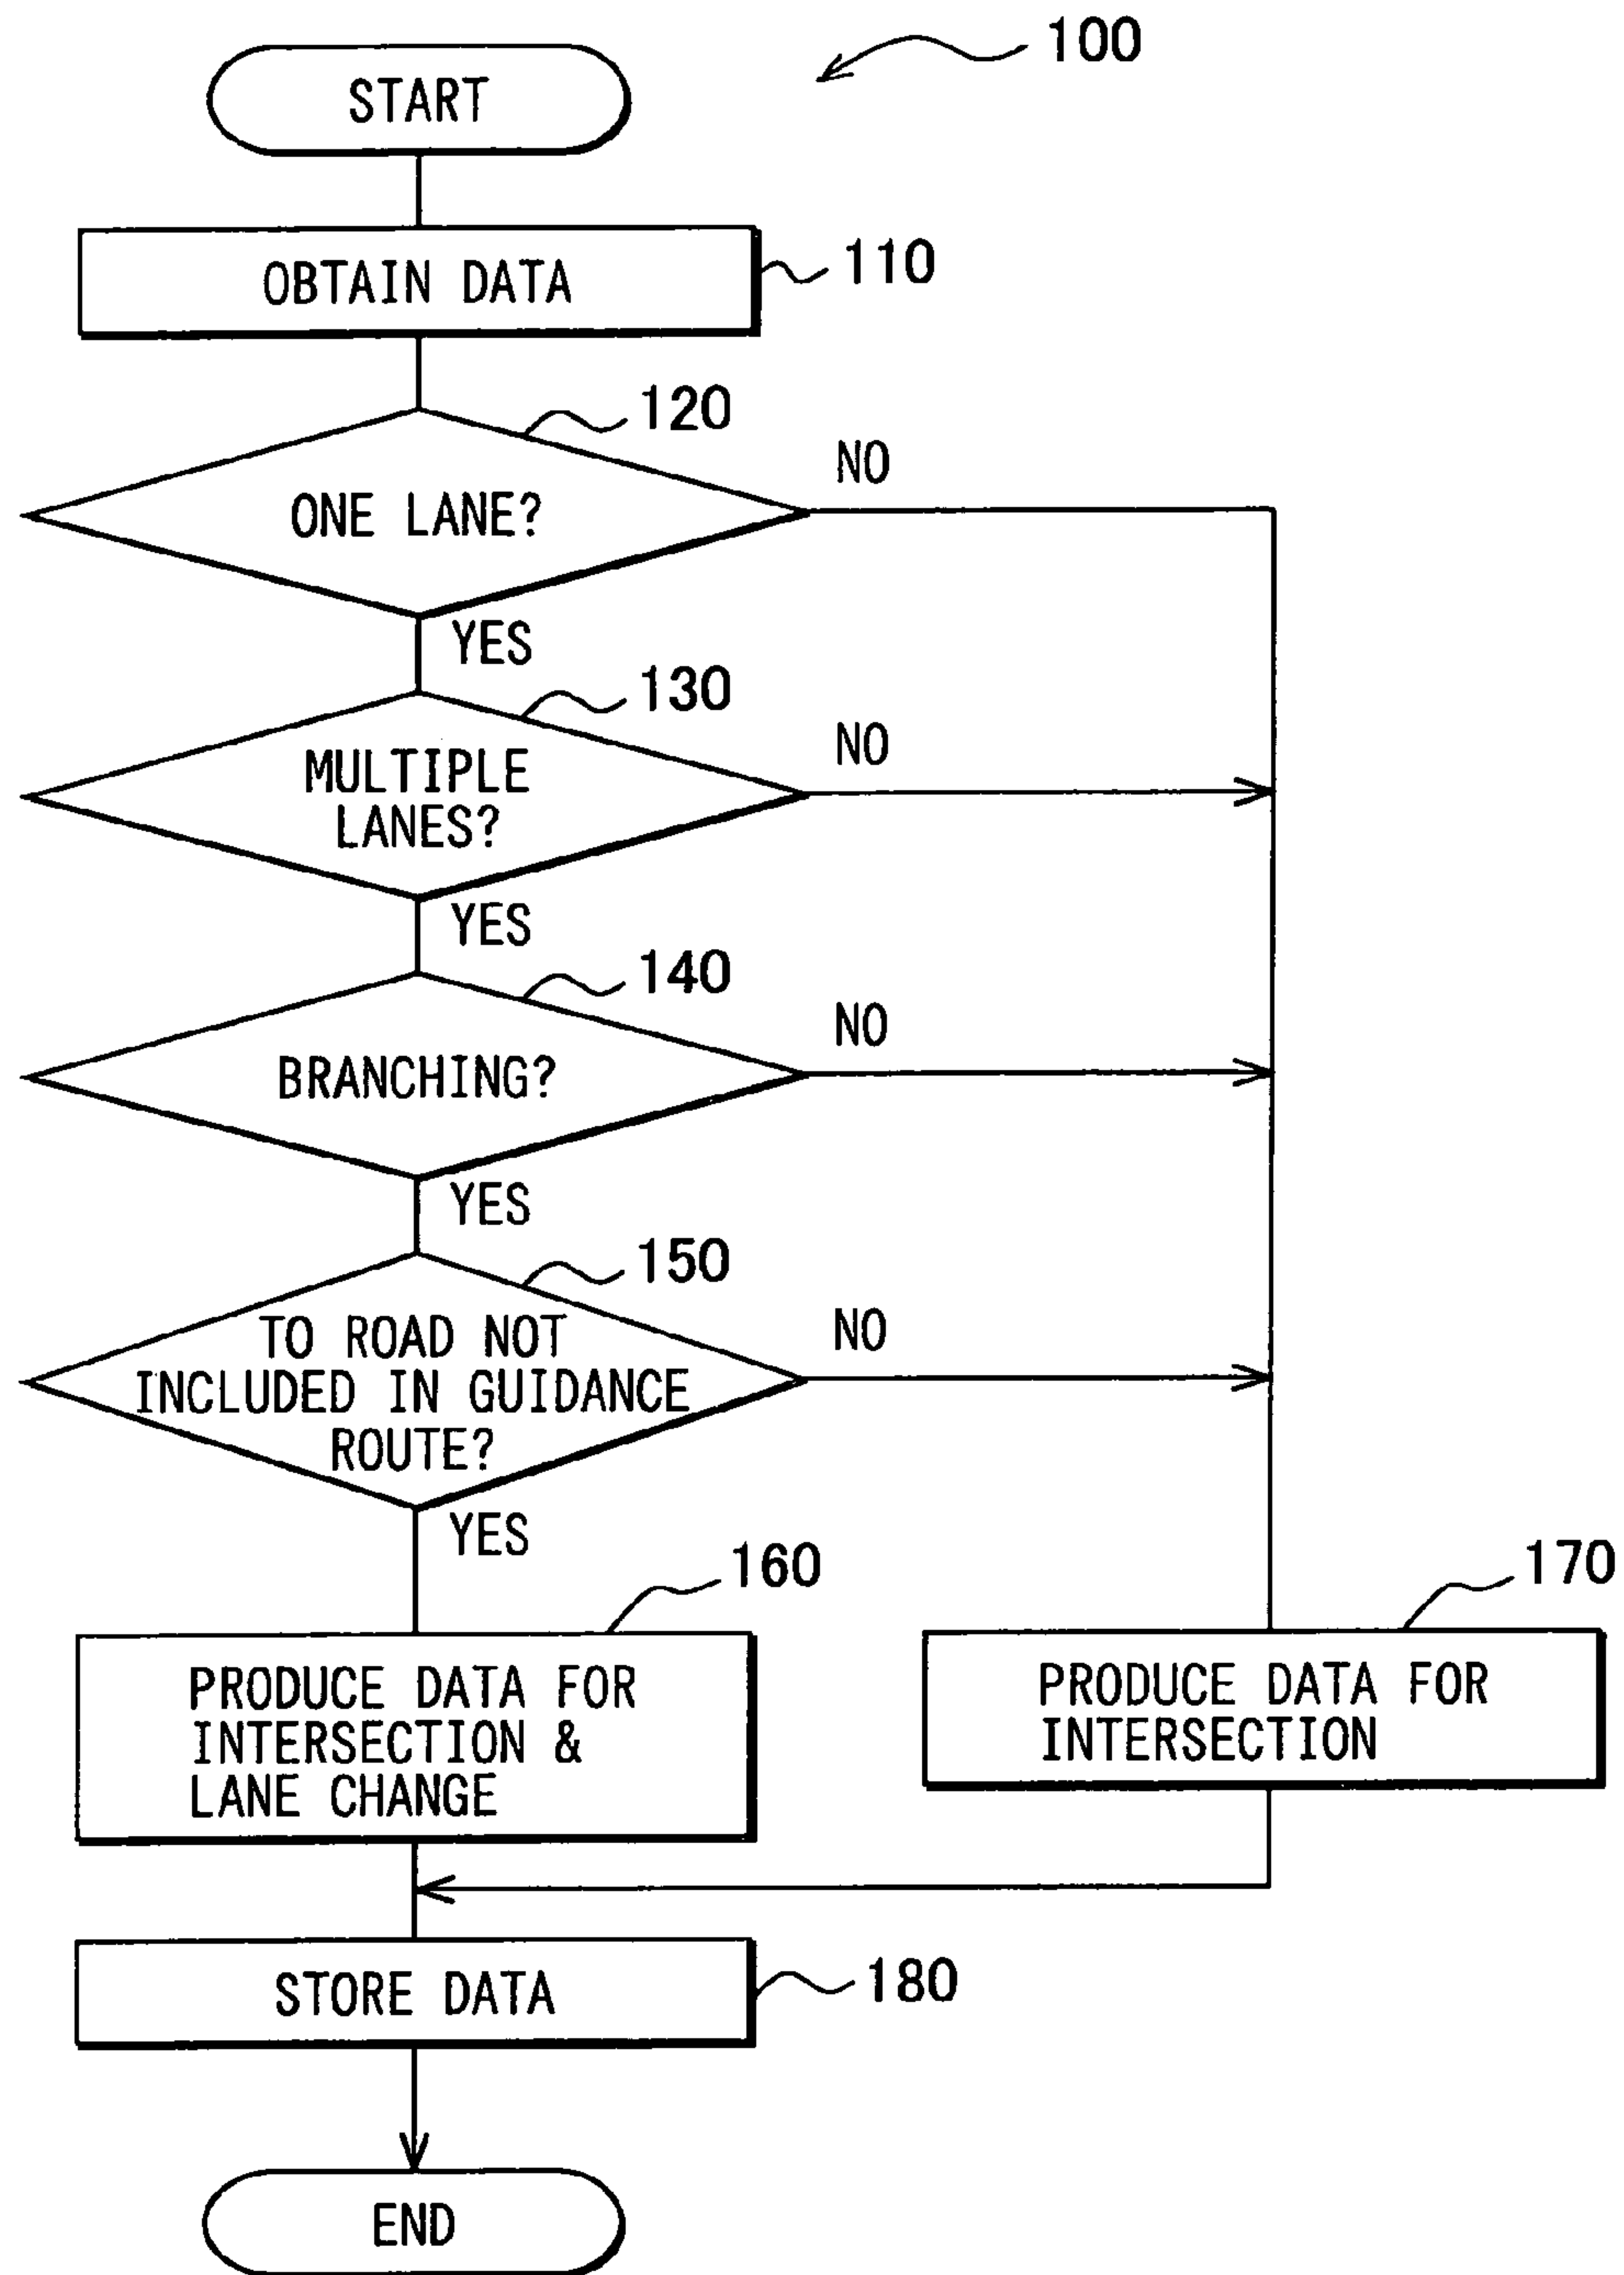 100
START
OBTAIN DATA
110
120
ONE LANE?
NO
YES
130
MULTIPLE
LANES?
NO
YES
140
BRANCHING?
NO
YES
150
TO ROAD NOT
INCLUDED IN GUIDANCE
ROUTE?
NO
YES
160
PRODUCE DATA FOR
INTERSECTION &
LANE CHANGE
170
PRODUCE DATA FOR
INTERSECTION
STORE DATA
180
END